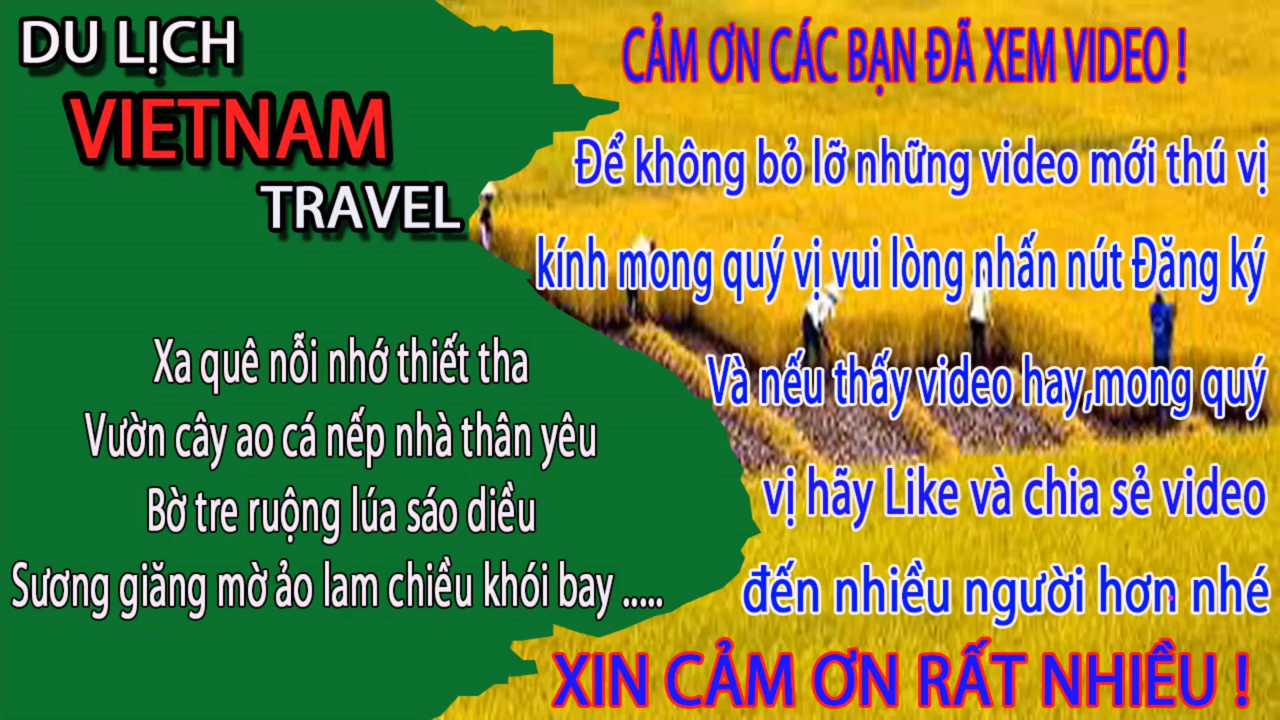 DU LỊCH
VIETNAM
TRAVEL
Xa quê nỗi nhớ thiết tha
Vườn cây ao cá nếp nhà thân yêu
Bờ tre ruộng lúa sáo diều
Sương giăng mờ ảo lam chiều khói bay .....
CẢM ƠN CÁC BẠN ĐÃ XEM VIDEO !
Để không bỏ lỡ những video mới thú vị
kính mong quý vị vui lòng nhấn nút Đăng ký
Và nếu thấy video hay,mong quý
vị hãy Like và chia sẻ video
đến nhiều người hơn nhé
XIN CẢM ƠN RẤT NHIỀU !